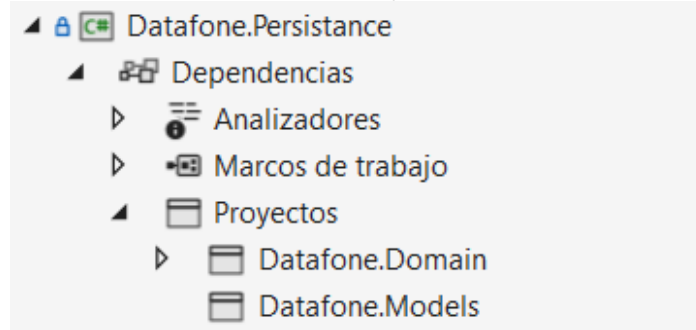 C# Datafone.Persistance
Dependencias
Analizadores
Marcos de trabajo
Proyectos
Datafone.Domain
Datafone.Models